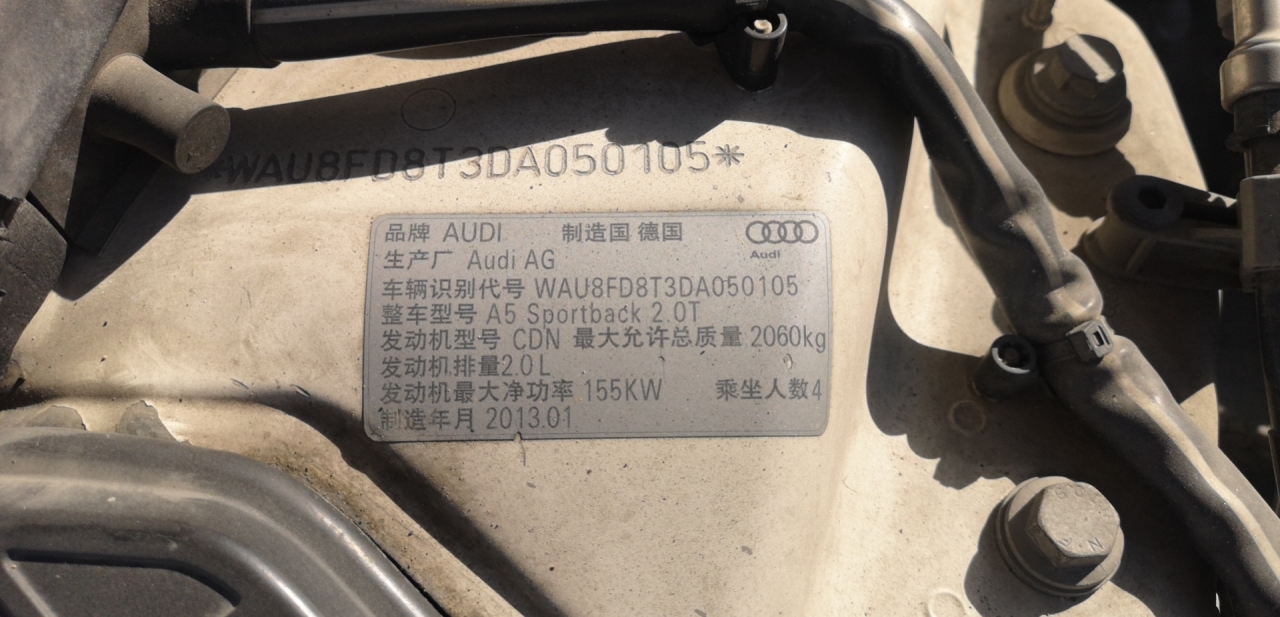 *WAU8FD8T3DA050105*
品牌 AUDI 制造国 德国
Audi
生产厂 Audi AG
车辆识别代号 WAU8FD8T3DA050105
整车型号 A5 Sportback 2.0T
发动机型号 CDN 最大允许总质量 2060kg
发动机排量2.0L
发动机最大净功率 155KW 乘坐人数4
制造年月 2013.01